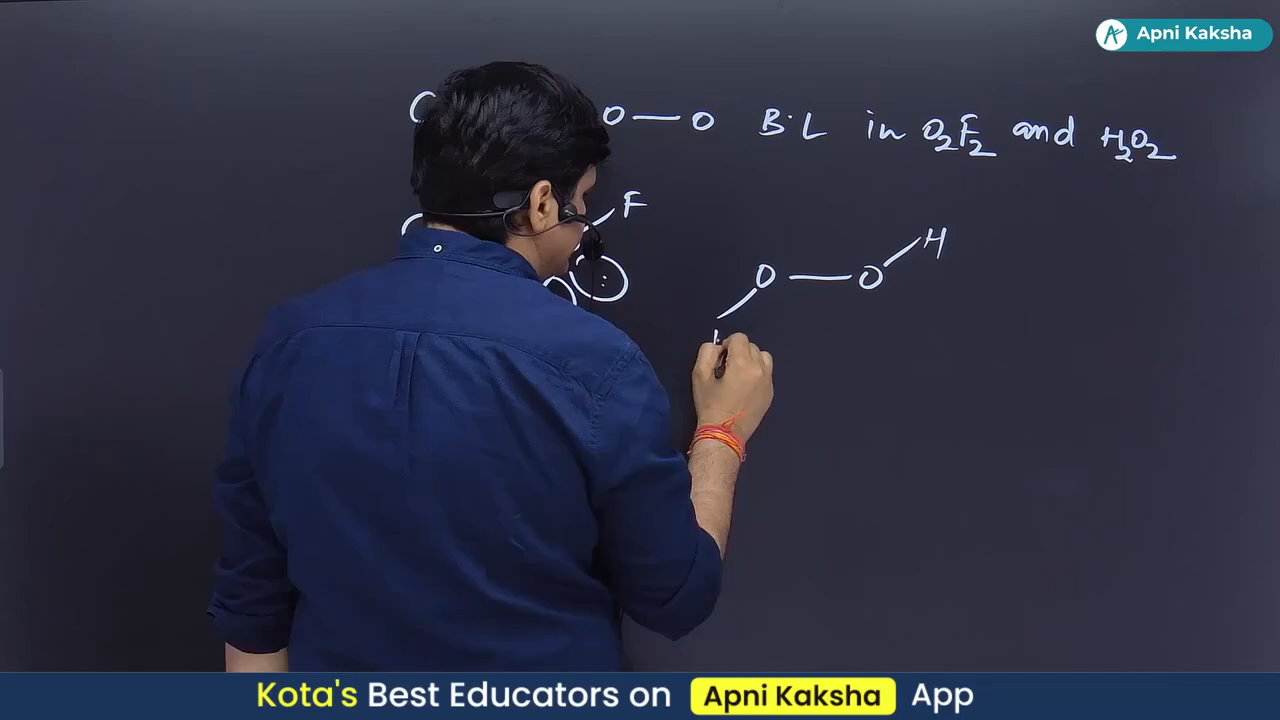 Apni Kaksha
O — O B.L in O2F2 and H2O2
F
O — O
H
Kota's Best Educators on Apni Kaksha App